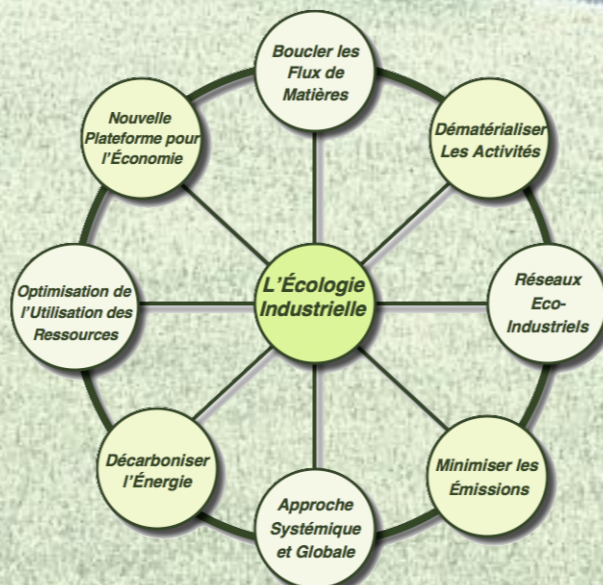 Boucler les
Flux de
Matières
Nouvelle
Plateforme pour
l'Économie
Dématérialiser
Les Activités
L'Écologie
Industrielle
Optimisation de
l'Utilisation des
Ressources
Réseaux
Eco-
Industriels
Décarboniser
l'Énergie
Minimiser les
Émissions
Approche
Systémique
et Globale